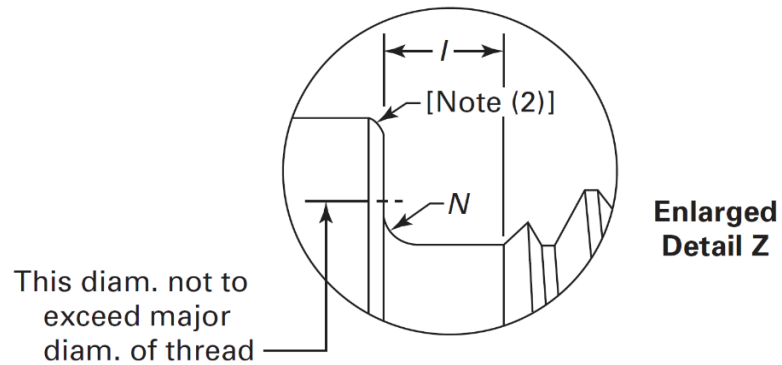 I
[Note (2)]
N
Enlarged
Detail Z
This diam. not to
exceed major
diam. of thread